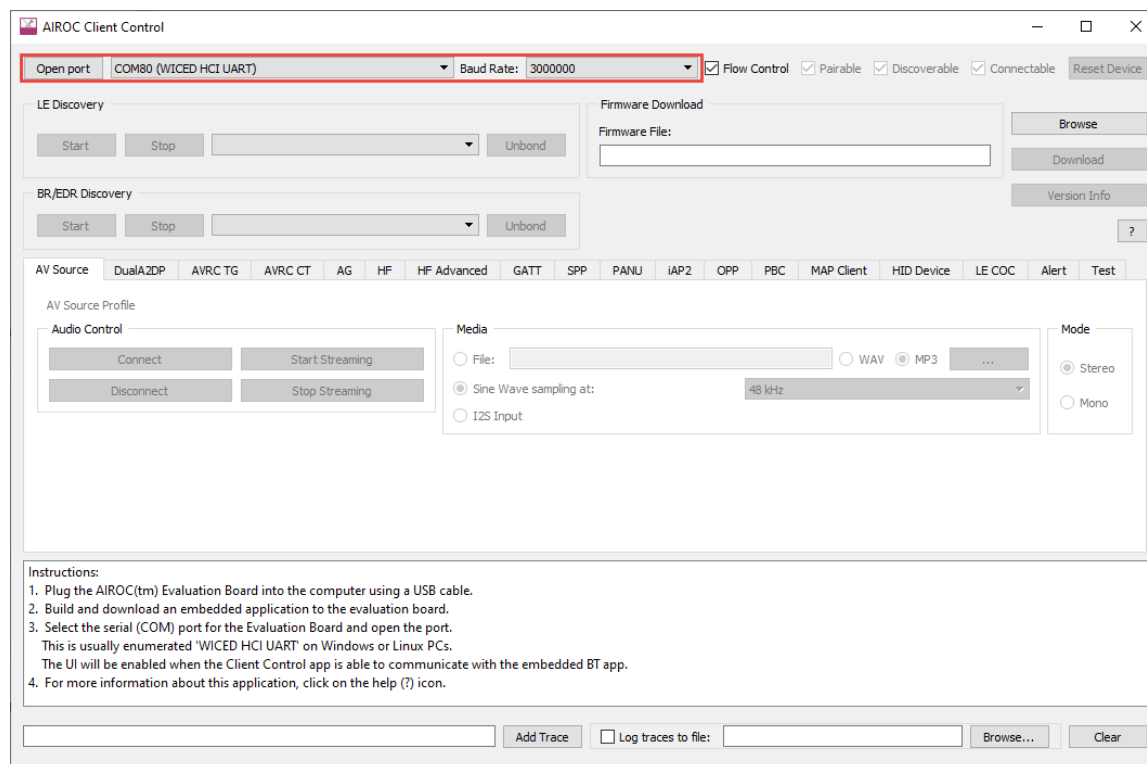 AIROC Client Control
Open port COM80 (WICED HCI UART) Baud Rate: 3000000 Flow Control Pairable Discoverable Connectable Reset Device
LE Discovery
Start Stop Unbond
Firmware Download
Firmware File:
Browse
Download
Version Info
?
BR/EDR Discovery
Start Stop Unbond
AV Source DualA2DP AVRC TG AVRC CT AG HF HF Advanced GATT SPP PANU iAP2 OPP PBC MAP Client HID Device LE COC Alert Test
AV Source Profile
Audio Control
Connect Start Streaming
Disconnect Stop Streaming
Media
File: WAV MP3 ...
Sine Wave sampling at: 48 kHz
I2S Input
Mode
Stereo
Mono
Instructions:
1. Plug the AIROC(tm) Evaluation Board into the computer using a USB cable.
2. Build and download an embedded application to the evaluation board.
3. Select the serial (COM) port for the Evaluation Board and open the port.
This is usually enumerated 'WICED HCI UART' on Windows or Linux PCs.
The UI will be enabled when the Client Control app is able to communicate with the embedded BT app.
4. For more information about this application, click on the help (?) icon.
Add Trace Log traces to file: Browse... Clear